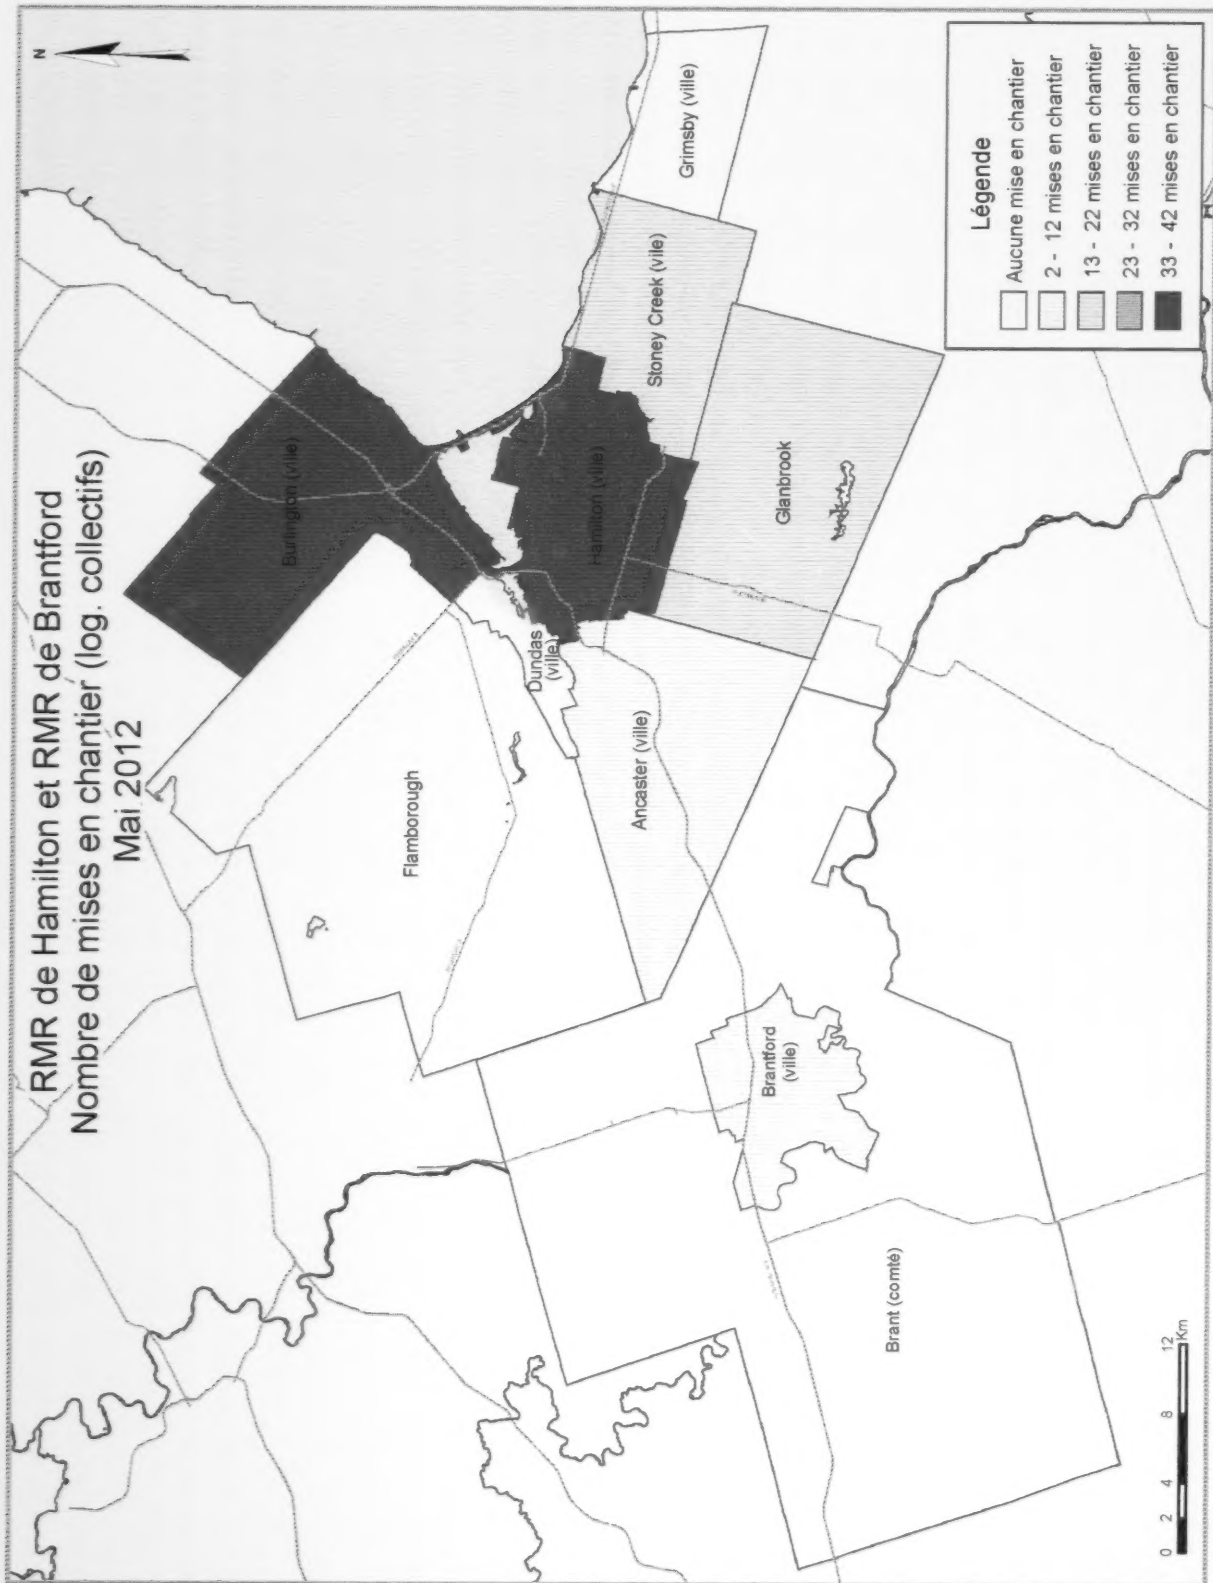 RMR de Hamilton et RMR de Brantford
Nombre de mises en chantier (log. collectifs)
Mai 2012
N
Burlington (ville)
Flamborough
Dundas
(ville)
Hamilton (ville)
Stoney Creek (ville)
Grimsby (ville)
Ancaster (ville)
Glanbrook
Brantford
(ville)
Brant (comté)
Légende
Aucune mise en chantier
2 - 12 mises en chantier
13 - 22 mises en chantier
23 - 32 mises en chantier
33 - 42 mises en chantier
0 2 4 8 12
Km